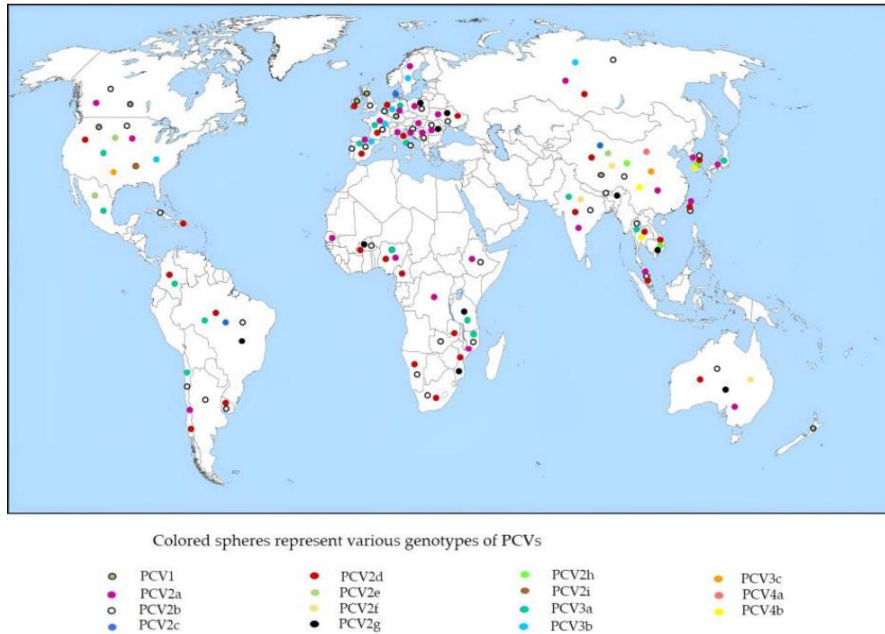 Colored spheres represent various genotypes of PCVs
PCV1
PCV2a
PCV2b
PCV2c
PCV2d
PCV2e
PCV2f
PCV2g
PCV2h
PCV2i
PCV3a
PCV3b
PCV3c
PCV4a
PCV4b